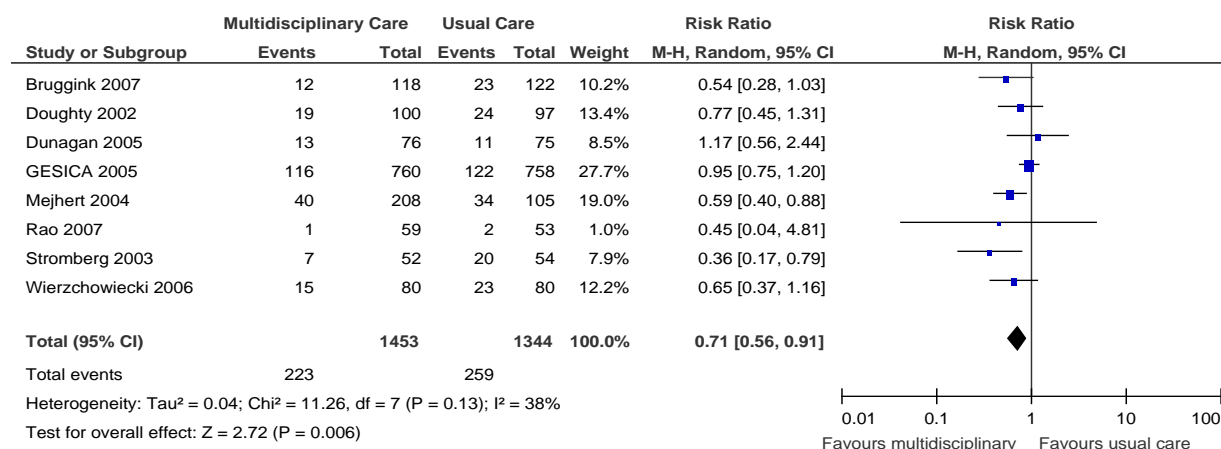 Multidisciplinary Care Usual Care Risk Ratio Risk Ratio
Study or Subgroup Events Total Events Total Weight M-H, Random, 95% CI M-H, Random, 95% CI
Bruggink 2007 12 118 23 122 10.2% 0.54 [0.28, 1.03]
Doughty 2002 19 100 24 97 13.4% 0.77 [0.45, 1.31]
Dunagan 2005 13 76 11 75 8.5% 1.17 [0.56, 2.44]
GESICA 2005 116 760 122 758 27.7% 0.95 [0.75, 1.20]
Mejhert 2004 40 208 34 105 19.0% 0.59 [0.40, 0.88]
Rao 2007 1 59 2 53 1.0% 0.45 [0.04, 4.81]
Stromberg 2003 7 52 20 54 7.9% 0.36 [0.17, 0.79]
Wierzchowiecki 2006 15 80 23 80 12.2% 0.65 [0.37, 1.16]
Total (95% CI) 1453 1344 100.0% 0.71 [0.56, 0.91]
Total events 223 259
Heterogeneity: Tau² = 0.04; Chi² = 11.26, df = 7 (P = 0.13); I² = 38%
Test for overall effect: Z = 2.72 (P = 0.006)
0.01 0.1 1 10 100
Favours multidisciplinary Favours usual care